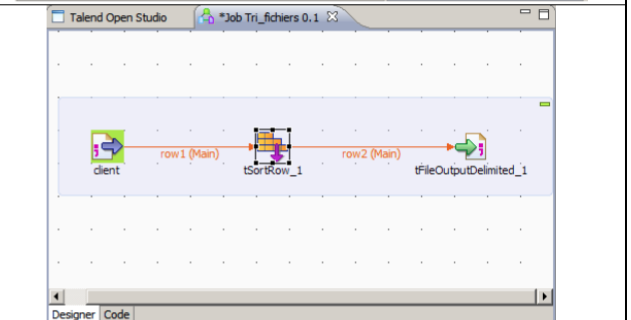 Talend Open Studio
*Job Tri_fichiers 0.1
row1 (Main)
row2 (Main)
client
tSortRow_1
tFileOutputDelimited_1
Designer
Code